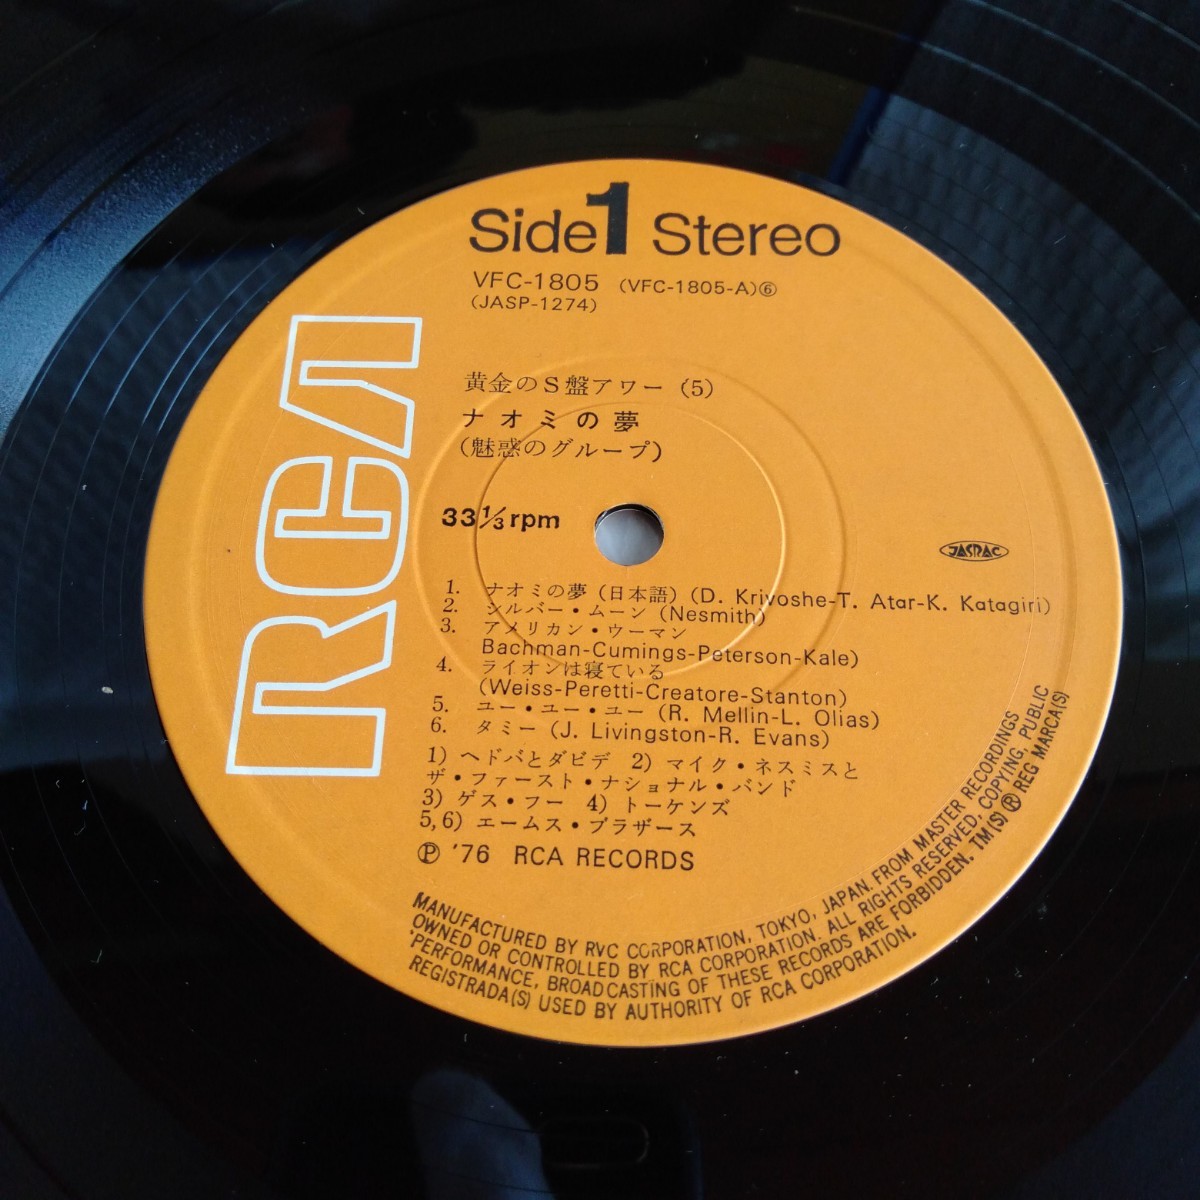 Side 1 Stereo
VFC-1805 (VFC-1805-A)⑥
(JASP-1274)
黄金のS盤アワー (5)
ナオミの夢
(魅惑のグループ)
33 1/3 rpm
RCA
JASRAC
1. ナオミの夢 (日本語) (D. Krivoshe-T. Atar-K. Katagiri)
2. シルバー・ムーン (Nesmith)
3. アメリカン・ウーマン
Bachman-Cumings-Peterson-Kale)
4. ライオンは寝ている
(Weiss-Peretti-Creatore-Stanton)
5. ユー・ユー・ユー (R. Mellin-L. Olias)
6. タミー (J. Livingston-R. Evans)
1) ヘドバとダビデ 2) マイク・ネスミスと
ザ・ファースト・ナショナル・バンド
3) ゲス・フー 4) トーケンズ
5,6) エームス・ブラザース
Ⓟ '76 RCA RECORDS
MANUFACTURED BY RVC CORPORATION, TOKYO, JAPAN. FROM MASTER RECORDINGS
OWNED OR CONTROLLED BY RCA CORPORATION. ALL RIGHTS RESERVED, COPYING, PUBLIC
PERFORMANCE, BROADCASTING OF THESE RECORDS ARE FORBIDDEN. TM(S) ® REG MARCA(S)
REGISTRADA(S) USED BY AUTHORITY OF RCA CORPORATION.